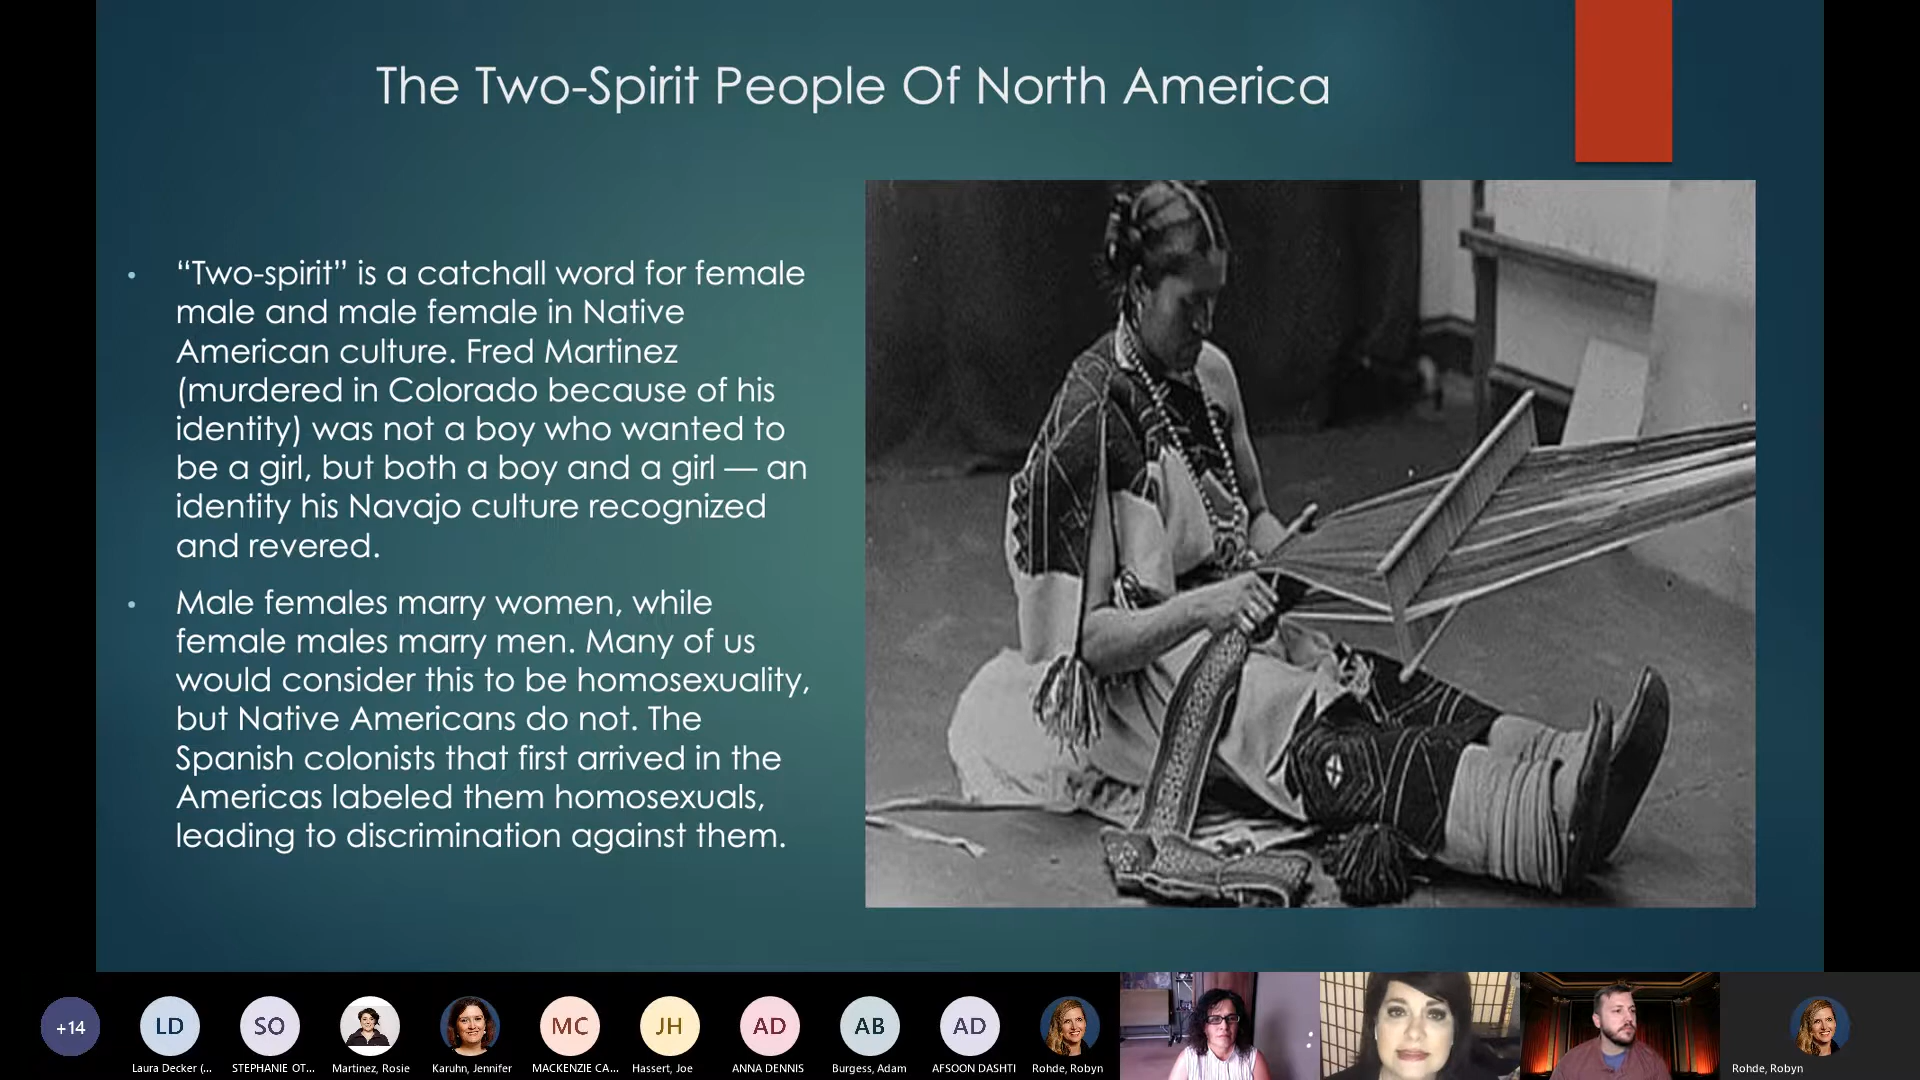 The Two-Spirit People Of North America
“Two-spirit” is a catchall word for female
male and male female in Native
American culture. Fred Martinez
(murdered in Colorado because of his
identity) was not a boy who wanted to
be a girl, but both a boy and a girl — an
identity his Navajo culture recognized
and revered.
Male females marry women, while
female males marry men. Many of us
would consider this to be homosexuality,
but Native Americans do not. The
Spanish colonists that first arrived in the
Americas labeled them homosexuals,
leading to discrimination against them.
+14
LD
SO
MC
JH
AD
AB
AD
Laura Decker (...
STEPHANIE OT...
Martinez, Rosie
Karuhn, Jennifer
MACKENZIE CA...
Hassert, Joe
ANNA DENNIS
Burgess, Adam
AFSOON DASHTI
Rohde, Robyn
Rohde, Robyn